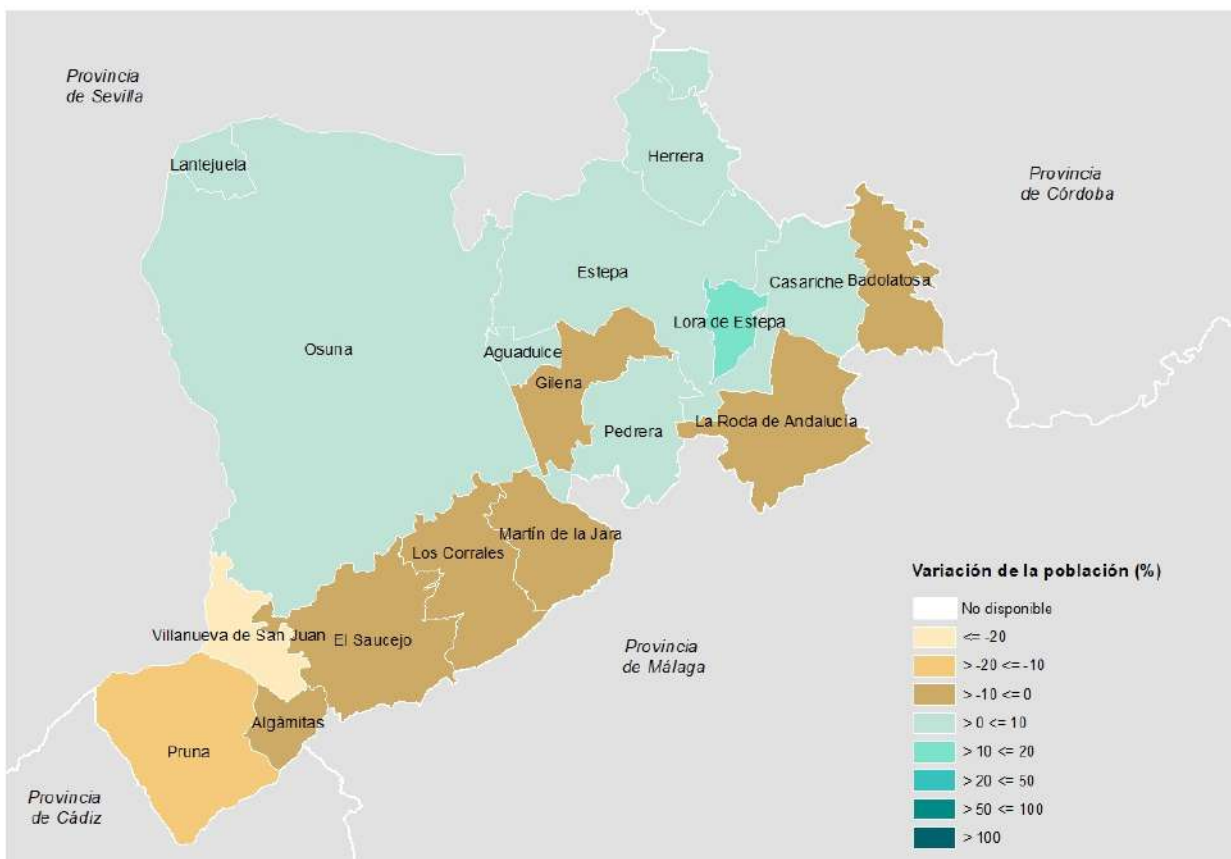 Provincia
de Sevilla
Lantejuela
Herrera
Provincia
de Córdoba
Estepa
Casariche
Badolatosa
Lora de Estepa
Osuna
Aguadulce
Gilena
Pedrera
La Roda de Andalucía
Martín de la Jara
Los Corrales
Villanueva de San Juan
El Saucejo
Provincia
de Málaga
Algámitas
Pruna
Provincia
de Cádiz
Variación de la población (%)
No disponible
<= -20
> -20 <= -10
> -10 <= 0
> 0 <= 10
> 10 <= 20
> 20 <= 50
> 50 <= 100
> 100